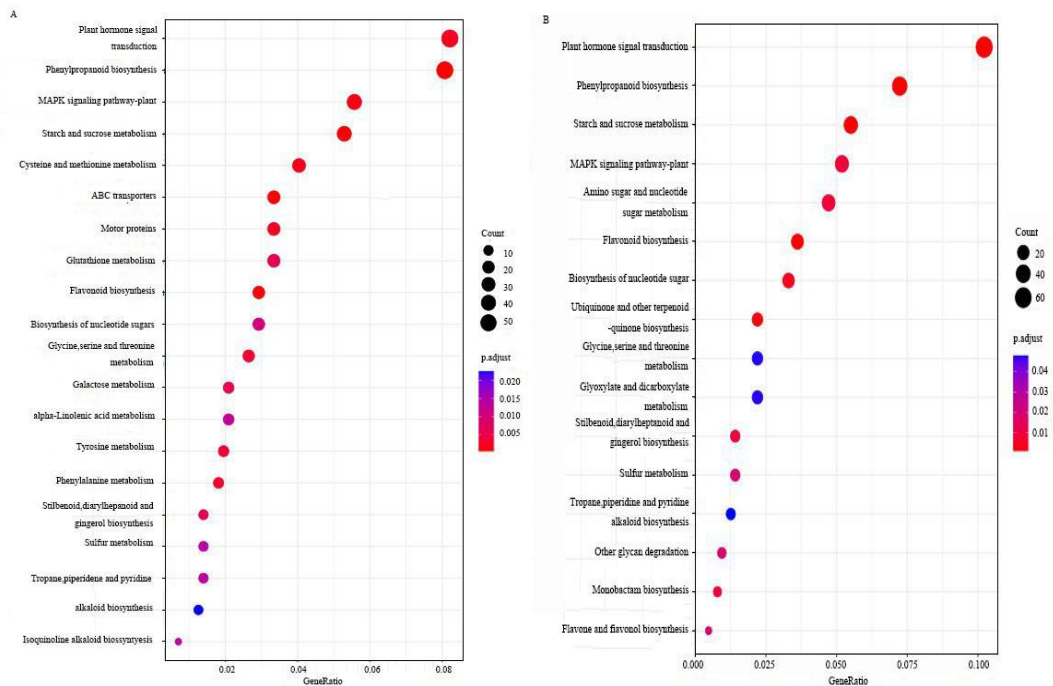 A
Plant hormone signal
transduction
Phenylpropanoid biosynthesis
MAPK signaling pathway-plant
Starch and sucrose metabolism
Cysteine and methionine metabolism
ABC transporters
Motor proteins
Glutathione metabolism
Flavonoid biosynthesis
Biosynthesis of nucleotide sugars
Glycine,serine and threonine
metabolism
Galactose metabolism
alpha-Linolenic acid metabolism
Tyrosine metabolism
Phenylalanine metabolism
Stilbenoid,diarylhepanoid and
gingerol biosynthesis
Sulfur metabolism
Tropane,piperidene and pyridine
alkaloid biosynthesis
Isoquinoline alkaloid biossyntyesis
0.02 0.04 0.06 0.08
GeneRatio
Count
10
20
30
40
50
p.adjust
0.020
0.015
0.010
0.005
B
Plant hormone signal transduction
Phenylpropanoid biosynthesis
Starch and sucrose metabolism
MAPK signaling pathway-plant
Amino sugar and nucleotide
sugar metabolism
Flavonoid biosynthesis
Biosynthesis of nucleotide sugar
Ubiquinone and other terpenoid
-quinone biosynthesis
Glycine,serine and threonine
metabolism
Glyoxylate and dicarboxylate
metabolism
Stilbenoid,diarylheptanoid and
gingerol biosynthesis
Sulfur metabolism
Tropane,piperidine and pyridine
alkaloid biosynthesis
Other glycan degradation
Monobactam biosynthesis
Flavone and flavonol biosynthesis
0.000 0.025 0.050 0.075 0.100
GeneRatio
Count
20
40
60
p.adjust
0.04
0.03
0.02
0.01